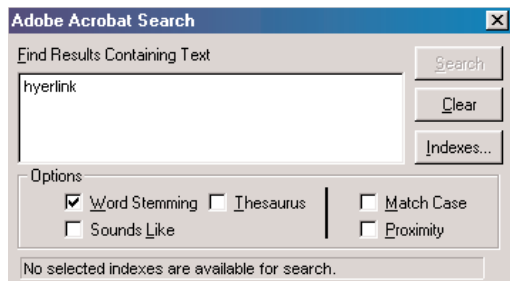 Adobe Acrobat Search
Find Results Containing Text
Search
hyerlink
Clear
Indexes...
Options
Word Stemming Thesaurus Match Case
Sounds Like Proximity
No selected indexes are available for search.